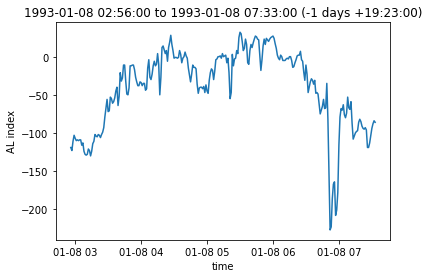 1993-01-08 02:56:00 to 1993-01-08 07:33:00 (-1 days +19:23:00)
0
−50
−100
−150
−200
AL index
01-08 03 01-08 04 01-08 05 01-08 06 01-08 07
time